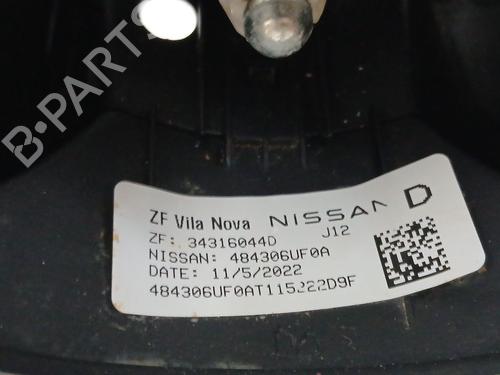 B-PARTS
ZF Vila Nova NISSAN D
ZF: 34316044D J12
NISSAN: 484306UF0A
DATE: 11/5/2022
484306UF0AT115222D9F